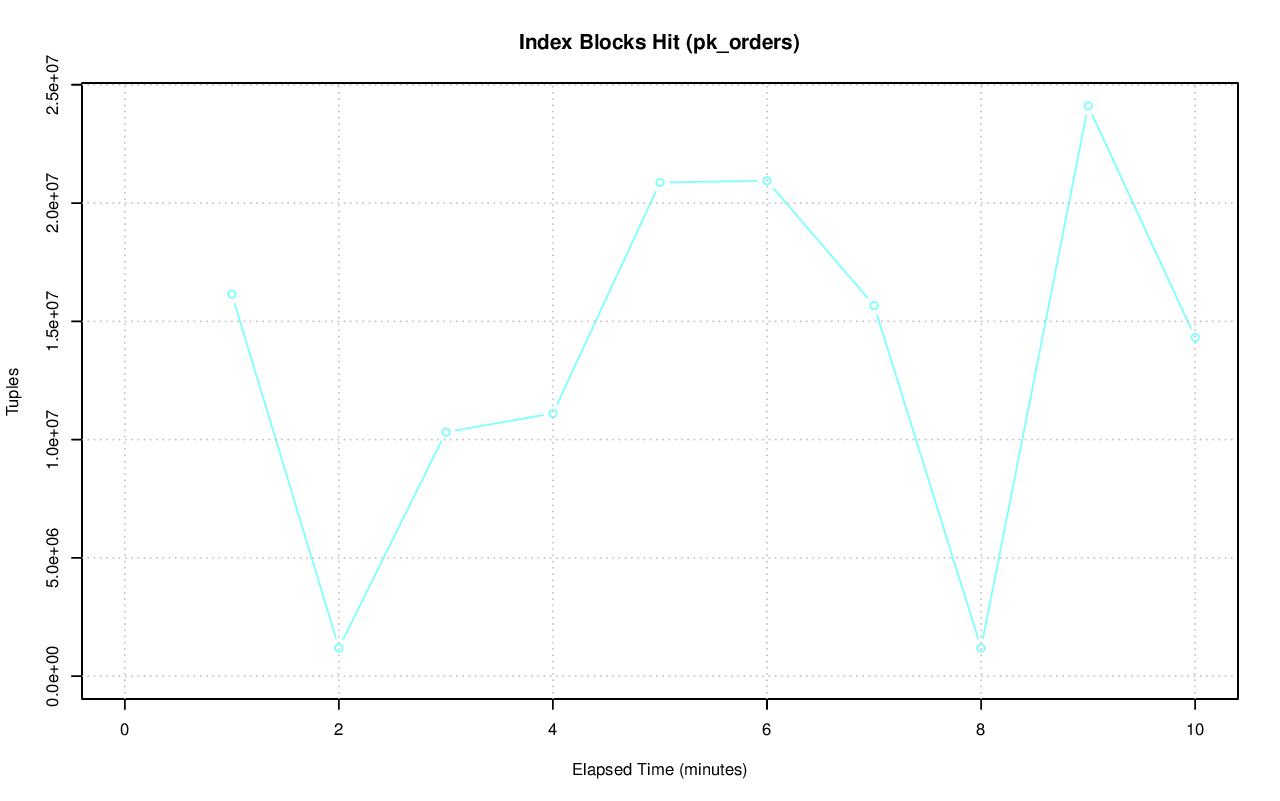 Index Blocks Hit (pk_orders)
2.5e+07
2.0e+07
1.5e+07
1.0e+07
5.0e+06
0.0e+00
Tuples
0 2 4 6 8 10
Elapsed Time (minutes)